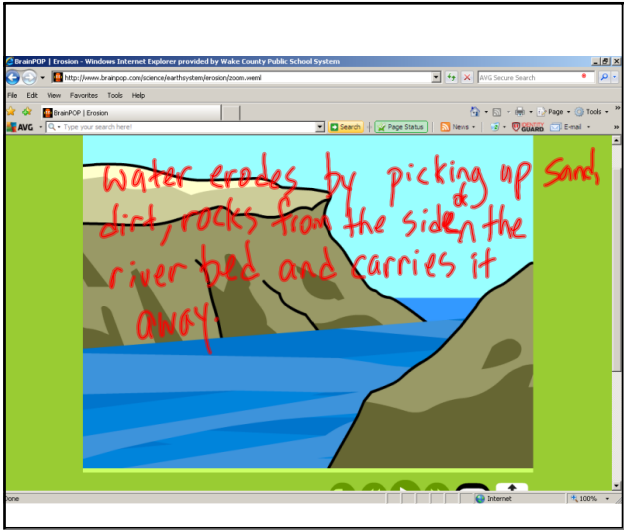 BrainPOP | Erosion - Windows Internet Explorer provided by Wake County Public School System
http://www.brainpop.com/science/earthsystem/erosion/zoom.weml
AVG Secure Search
File Edit View Favorites Tools Help
BrainPOP | Erosion
Page Tools
AVG Type your search here! Search Page Status News GUARD E-mail
Water erodes by picking up sand,
dirt, rocks from the side of the
river bed and carries it
away.
Done Internet 100%